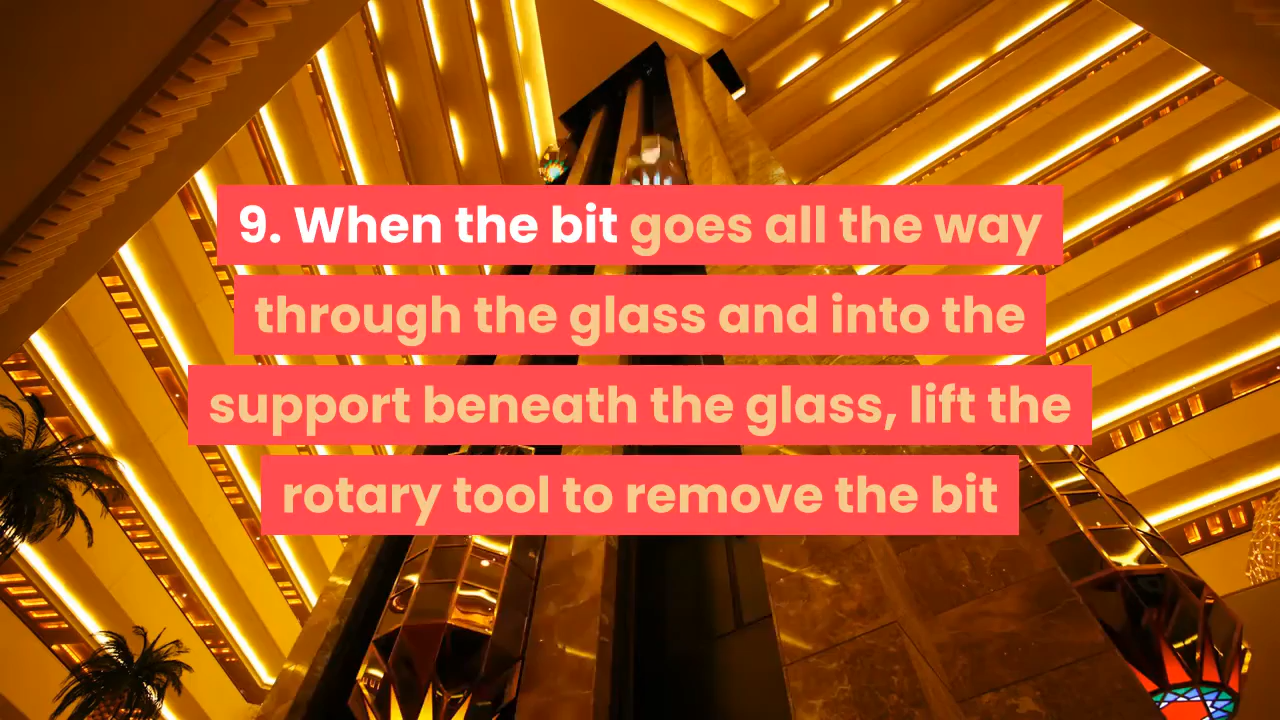 9. When the bit goes all the way
through the glass and into the
support beneath the glass, lift the
rotary tool to remove the bit